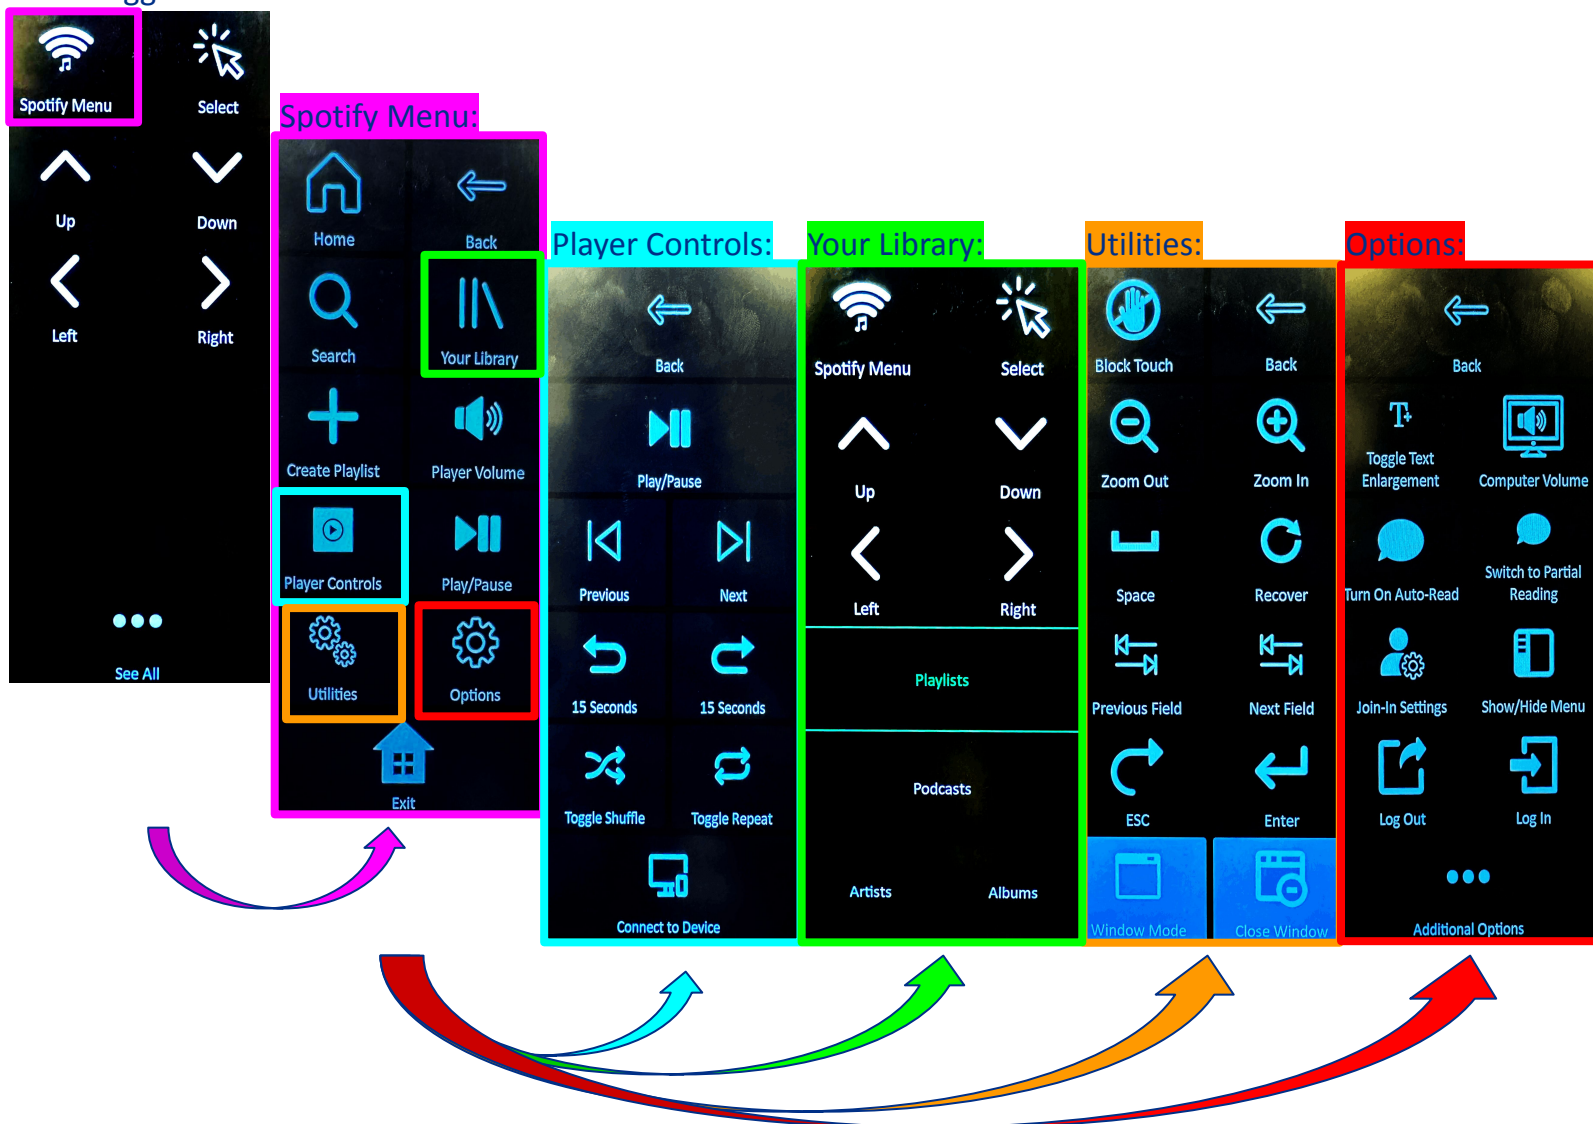 Spotify Menu
Select
Up
Down
Left
Right
See All
Spotify Menu:
Home
Back
Search
Your Library
Create Playlist
Player Volume
Player Controls
Play/Pause
Utilities
Options
Exit
Player Controls:
Back
Play/Pause
Previous
Next
15 Seconds
15 Seconds
Toggle Shuffle
Toggle Repeat
Connect to Device
Your Library:
Spotify Menu
Select
Up
Down
Left
Right
Playlists
Podcasts
Artists
Albums
Utilities:
Block Touch
Back
Zoom Out
Zoom In
Space
Recover
Previous Field
Next Field
ESC
Enter
Window Mode
Close Window
Options:
Back
Toggle Text
Enlargement
Computer Volume
Turn On Auto-Read
Switch to Partial
Reading
Join-In Settings
Show/Hide Menu
Log Out
Log In
Additional Options